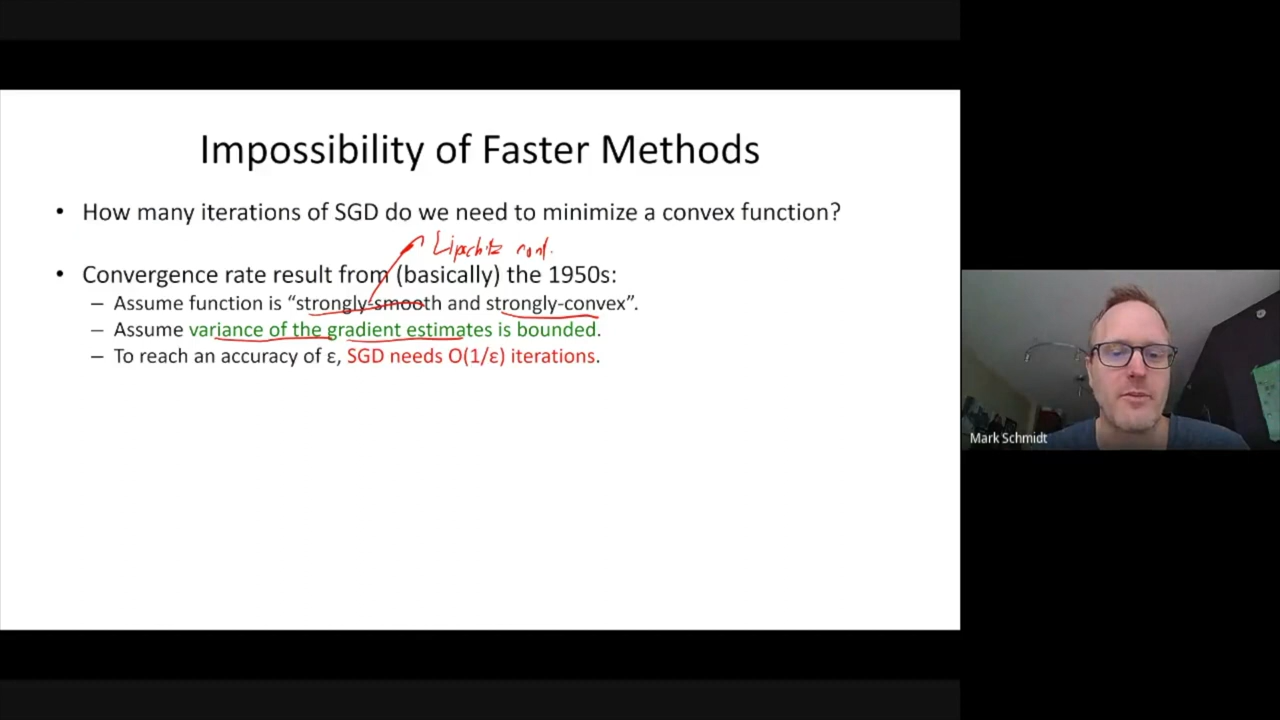 Impossibility of Faster Methods
• How many iterations of SGD do we need to minimize a convex function?
Lipschitz cont.
• Convergence rate result from (basically) the 1950s:
– Assume function is “strongly-smooth and strongly-convex”.
– Assume variance of the gradient estimates is bounded.
– To reach an accuracy of ε, SGD needs O(1/ε) iterations.
Mark Schmidt